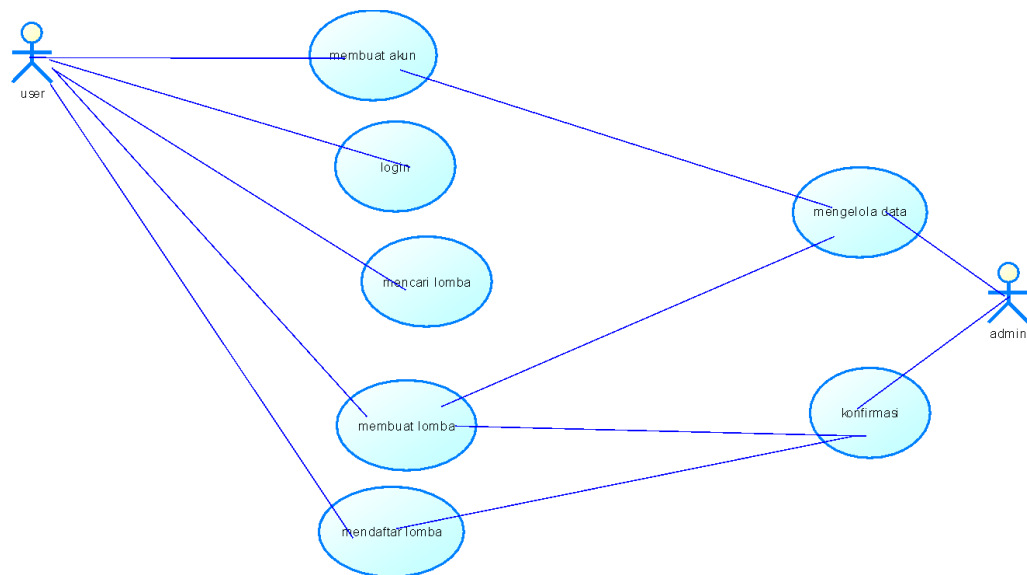 user
membuat akun
login
mencari lomba
membuat lomba
mendaftar lomba
mengelola data
konfirmasi
admin